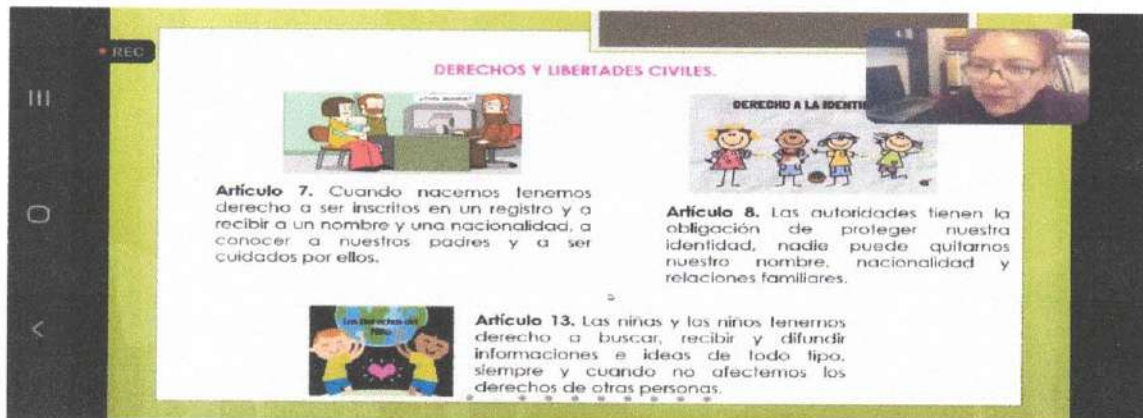 REC
DERECHOS Y LIBERTADES CIVILES.
DERECHO A LA IDENTI
Artículo 7. Cuando nacemos tenemos
derecho a ser inscritos en un registro y a
recibir a un nombre y una nacionalidad, a
conocer a nuestros padres y a ser
cuidados por ellos.
Artículo 8. Las autoridades tienen la
obligación de proteger nuestra
identidad, nadie puede quitarnos
nuestro nombre, nacionalidad y
relaciones familiares.
Los Derechos del
Niño
Artículo 13. Las niñas y los niños tenemos
derecho a buscar, recibir y difundir
informaciones e ideas de todo tipo,
siempre y cuando no afectemos los
derechos de otras personas.